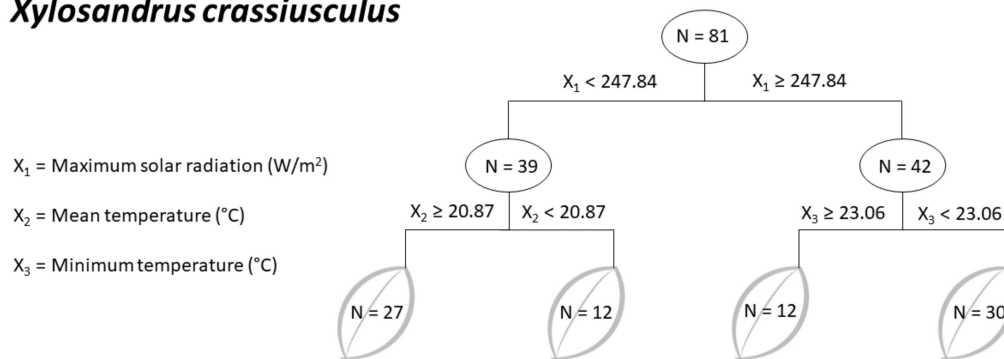 Xylosandrus crassiusculus
N = 81
X₁ < 247.84
X₁ ≥ 247.84
X₁ = Maximum solar radiation (W/m²)
N = 39
N = 42
X₂ = Mean temperature (°C)
X₂ ≥ 20.87
X₂ < 20.87
X₃ ≥ 23.06
X₃ < 23.06
X₃ = Minimum temperature (°C)
N = 27
N = 12
N = 12
N = 30